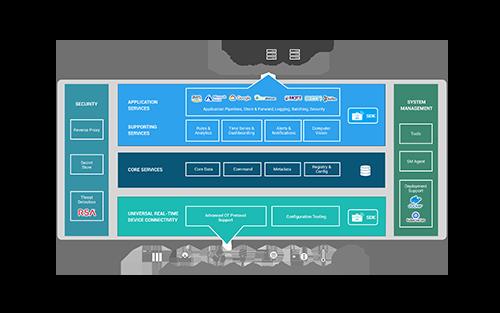 SECURITY
Reverse Proxy
Secret
Store
Threat
Detection
RSA
APPLICATION
SERVICES
Application Pipelines, Store & Forward, Logging, Batching, Security
SUPPORTING
SERVICES
Rules &
Analytics
Time Series &
Dashboarding
Alerts &
Notifications
Computer
Vision
SDK
CORE SERVICES
Core Data
Command
Metadata
Registry &
Config
UNIVERSAL REAL-TIME
DEVICE CONNECTIVITY
Advanced OT Protocol
Support
Configuration Tooling
SDK
SYSTEM
MANAGEMENT
Tools
SM Agent
Deployment
Support